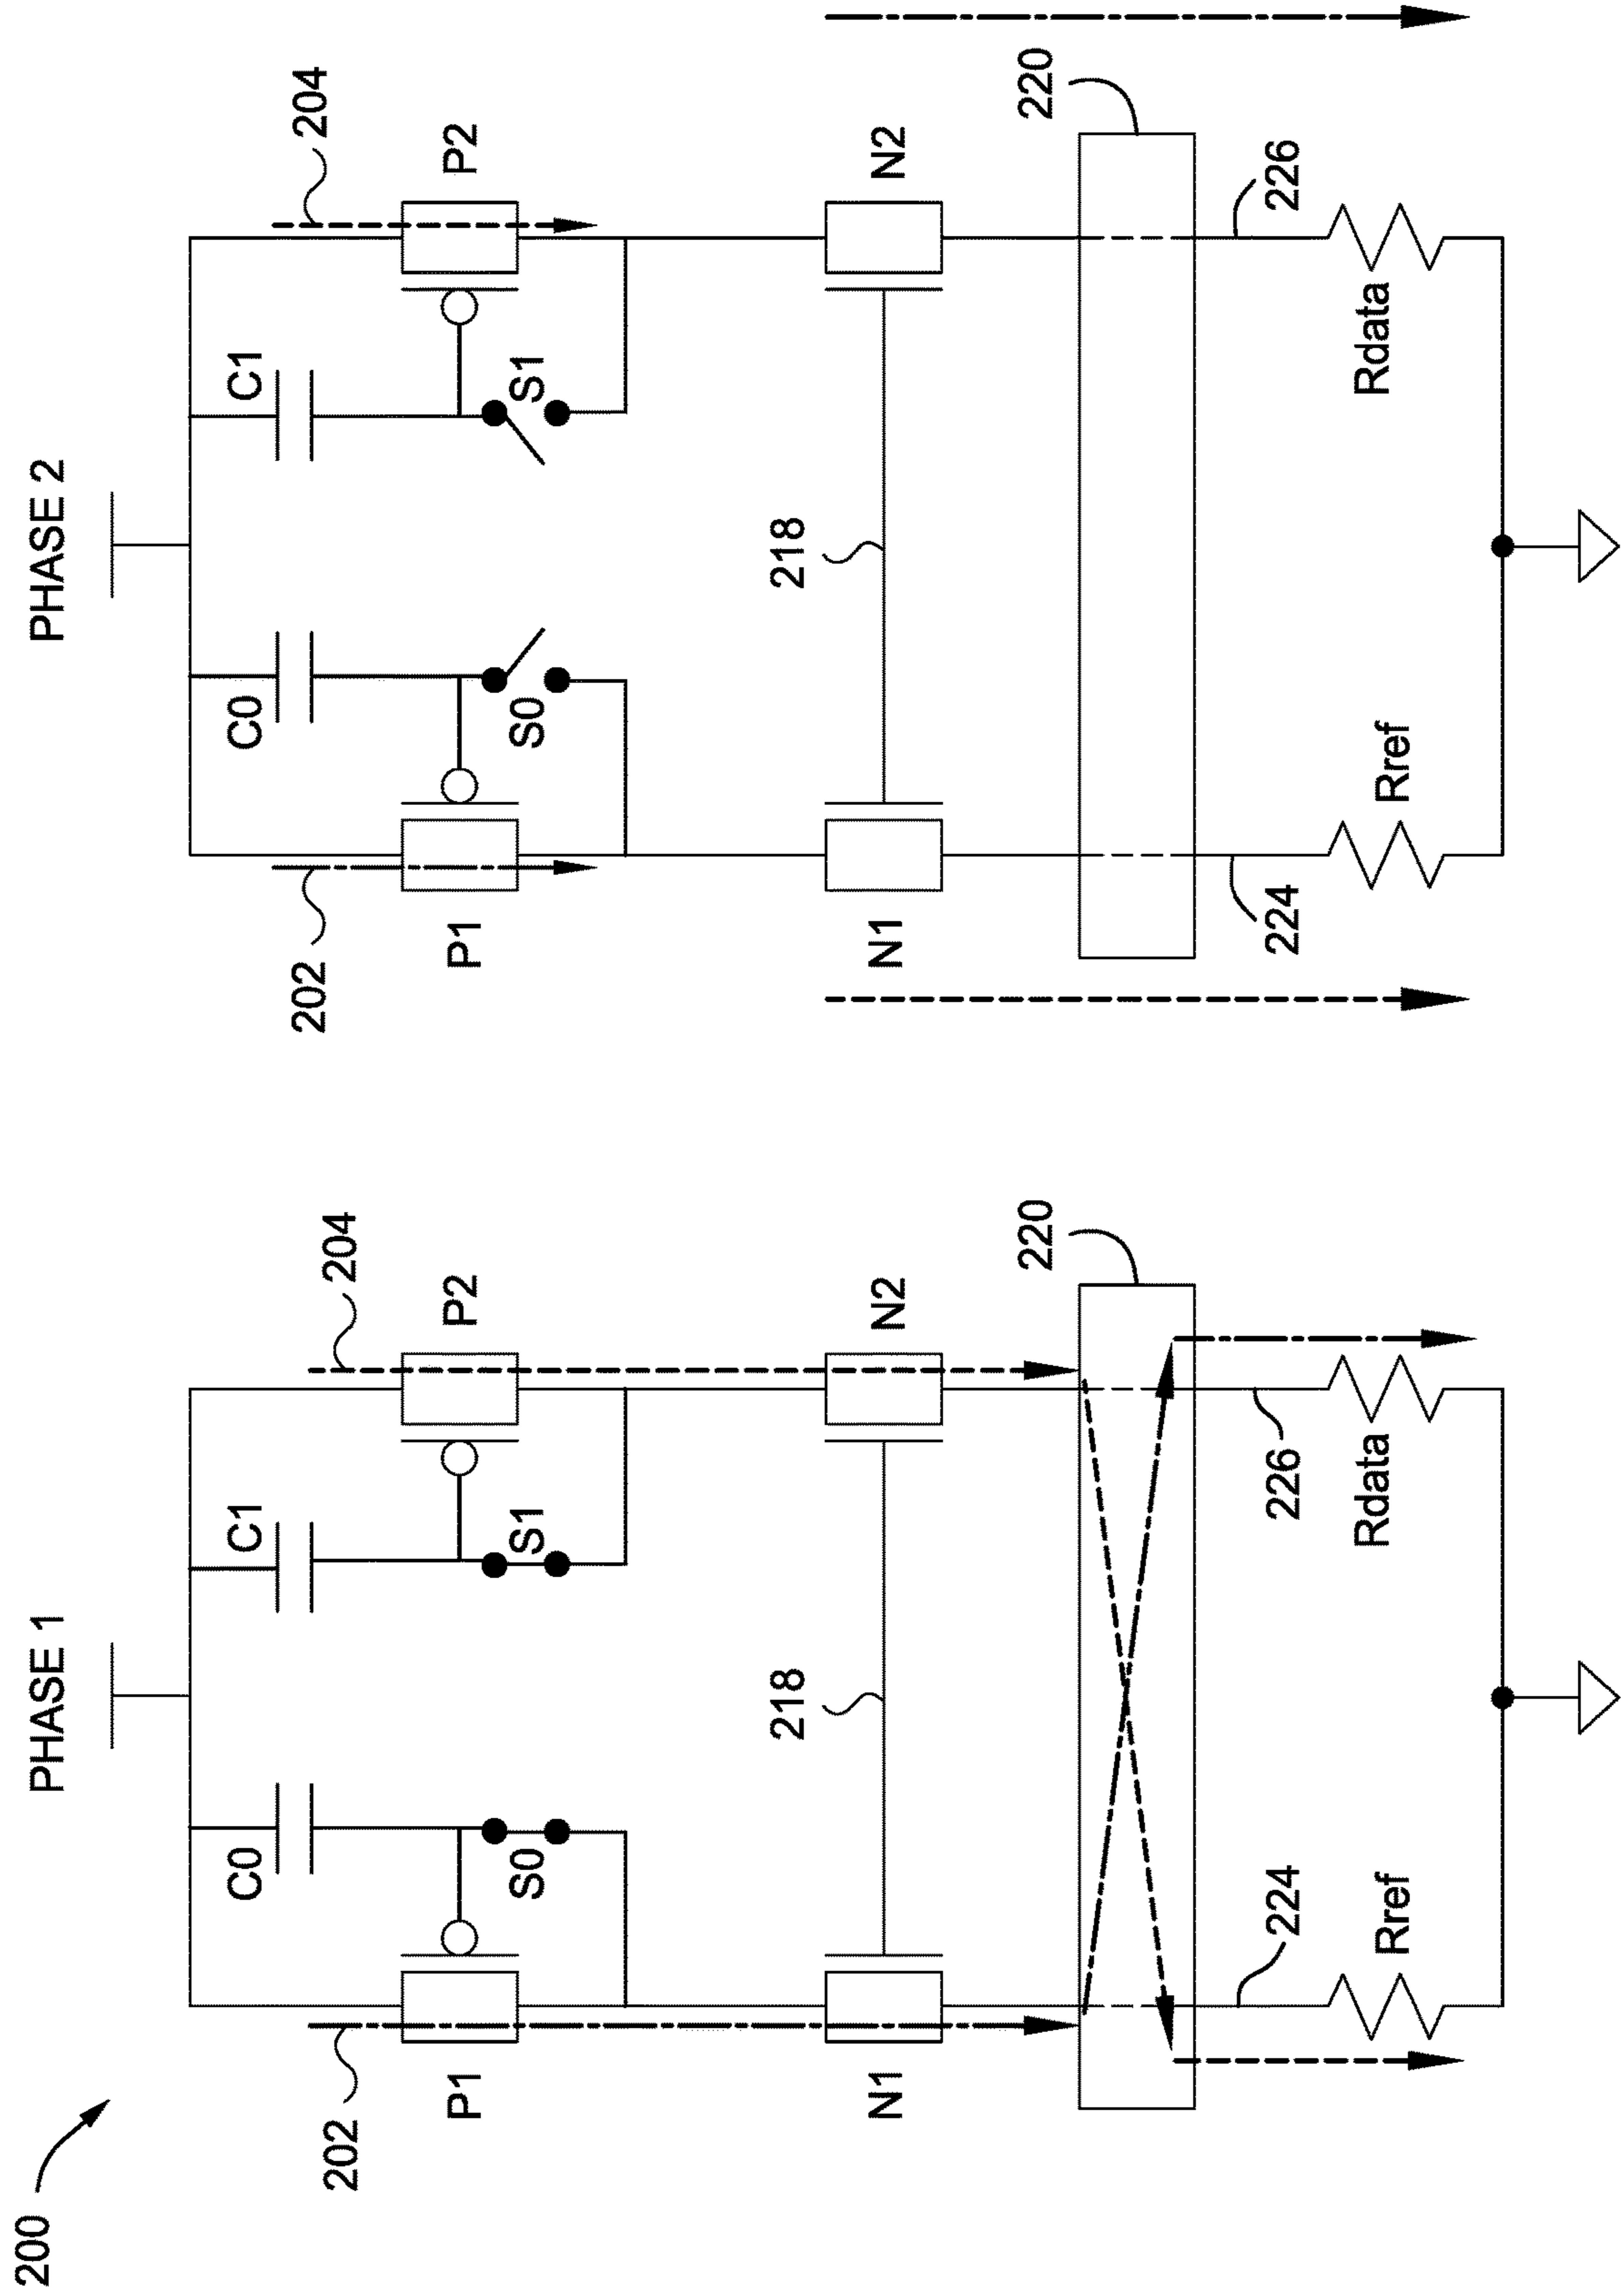 200
PHASE 1
C0
C1
202
204
P1
P2
S0
S1
N1
N2
218
220
224
226
Rref
Rdata
PHASE 2
C0
C1
202
204
P1
P2
S0
S1
N1
N2
218
220
224
226
Rref
Rdata